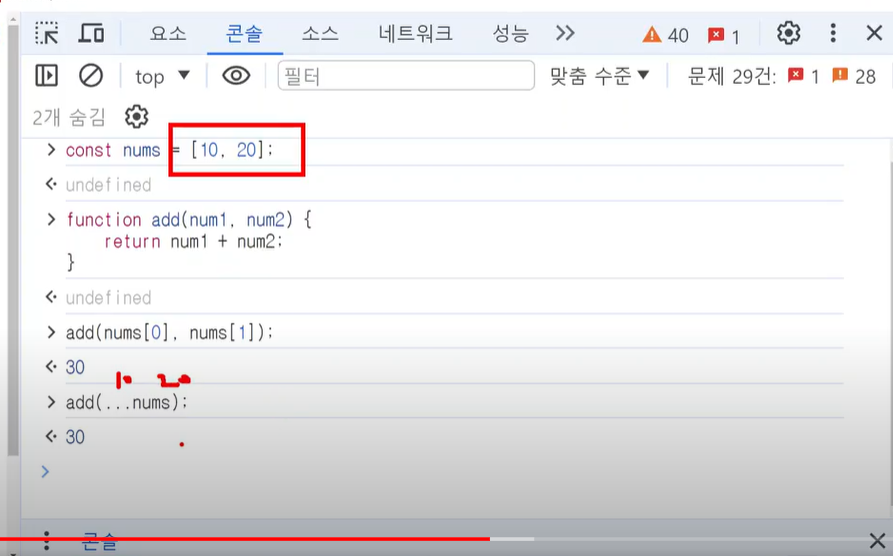 요소 콘솔 소스 네트워크 성능 40 1
top 필터 맞춤 수준 문제 29건: 1 28
2개 숨김
> const nums = [10, 20];
undefined
> function add(num1, num2) {
return num1 + num2;
}
undefined
> add(nums[0], nums[1]);
30
10 20
> add(...nums);
30
>
콘솔